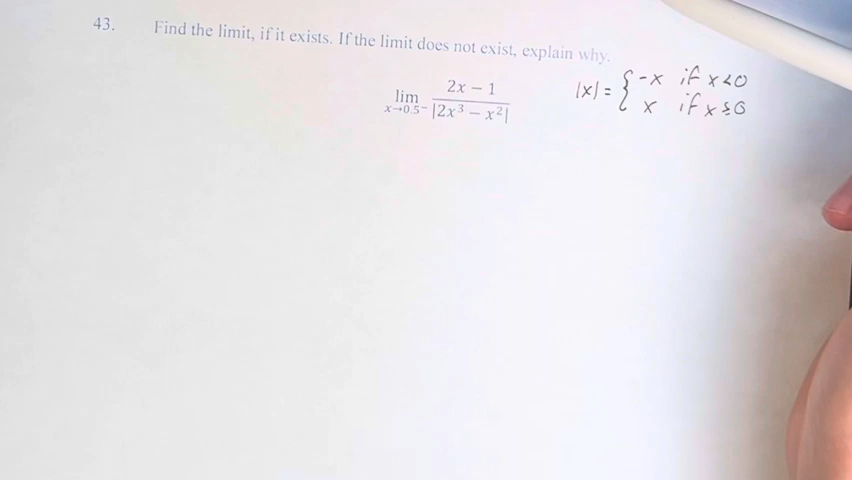 43. Find the limit, if it exists. If the limit does not exist, explain why.
lim x→0.5⁻ (2x − 1) / |2x³ − x²|
|x| = { -x if x<0
x if x≥0